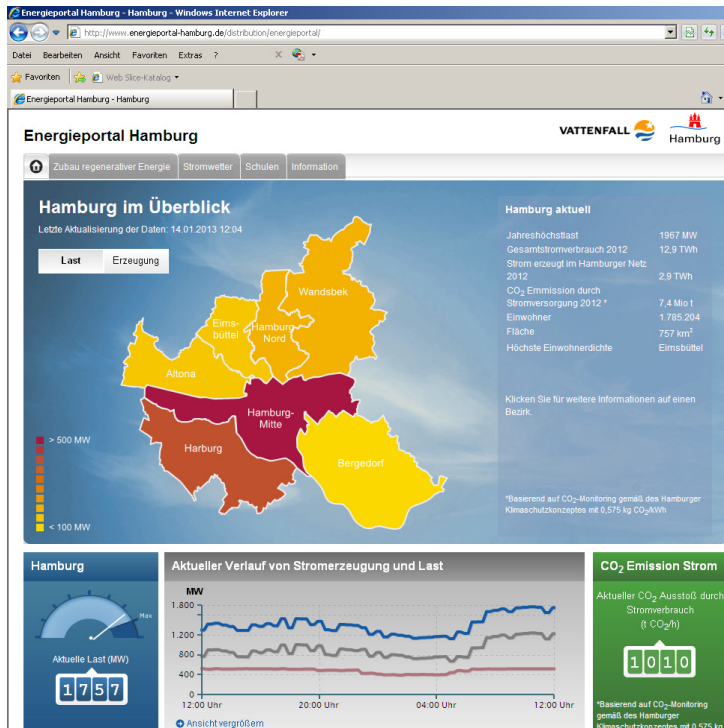 Energieportal Hamburg - Hamburg - Windows Internet Explorer
http://www.energieportal-hamburg.de/distribution/energieportal/
Datei Bearbeiten Ansicht Favoriten Extras ? X
Favoriten Web Slice-Katalog
Energieportal Hamburg - Hamburg
Energieportal Hamburg
VATTENFALL
Hamburg
Zubau regenerativer Energie Stromwetter Schulen Information
Hamburg im Überblick
Letzte Aktualisierung der Daten: 14.01.2013 12:04
Last Erzeugung
Wandsbek
Eims-
büttel
Hamburg
Nord
Altona
Hamburg-
Mitte
Harburg
Bergedorf
> 500 MW
< 100 MW
Hamburg aktuell
Jahreshöchstlast 1967 MW
Gesamtstromverbrauch 2012 12,9 TWh
Strom erzeugt im Hamburger Netz
2012 2,9 TWh
CO2 Emmission durch
Stromversorgung 2012 * 7,4 Mio t
Einwohner 1.785.204
Fläche 757 km²
Höchste Einwohnerdichte Eimsbüttel
Klicken Sie für weitere Informationen auf einen
Bezirk.
*Basierend auf CO2-Monitoring gemäß des Hamburger
Klimaschutzkonzeptes mit 0,575 kg CO2/kWh
Hamburg
Max
Aktuelle Last (MW)
1757
Aktueller Verlauf von Stromerzeugung und Last
MW
1.800
1.200
800
400
0
12:00 Uhr 20:00 Uhr 04:00 Uhr 12:00 Uhr
Ansicht vergrößern
CO2 Emission Strom
Aktueller CO2 Ausstoß durch
Stromverbrauch
(t CO2/h)
1010
*Basierend auf CO2-Monitoring
gemäß des Hamburger
Klimaschutzkonzeptes mit 0,575 kg